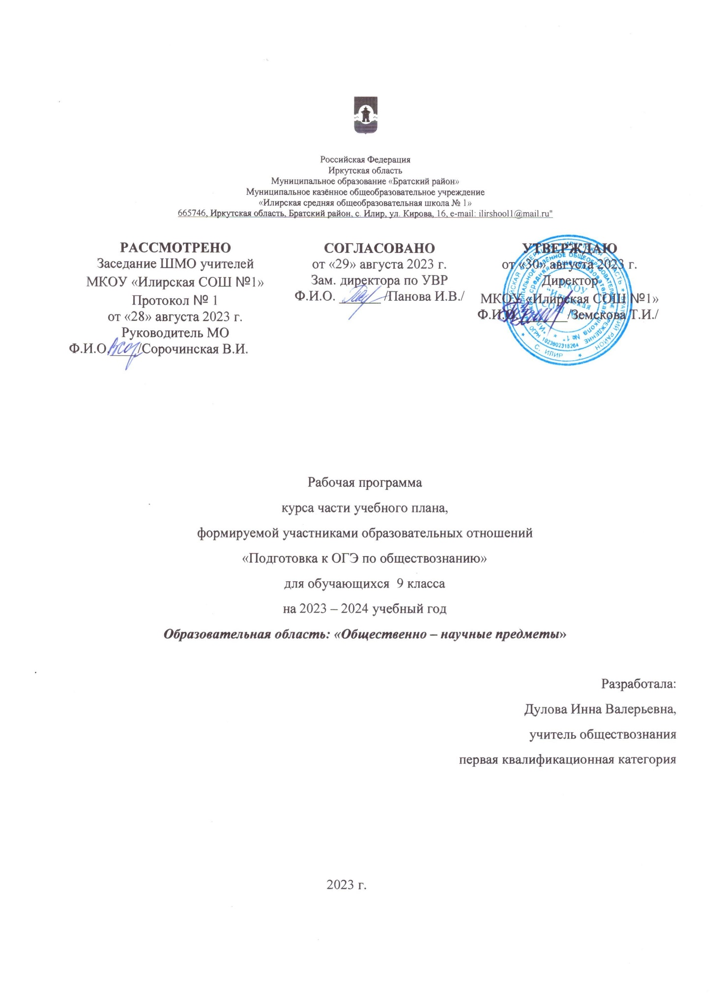 Российская Федерация
Иркутская область
Муниципальное образование «Братский район»
Муниципальное казённое общеобразовательное учреждение
«Илирская средняя общеобразовательная школа № 1»
665746, Иркутская область, Братский район, с. Илир, ул. Кирова, 16, e-mail: ilirshool1@mail.ru"
РАССМОТРЕНО
Заседание ШМО учителей
МКОУ «Илирская СОШ №1»
Протокол № 1
от «28» августа 2023 г.
Руководитель МО
Ф.И.О.____/Сорочинская В.И.
СОГЛАСОВАНО
от «29» августа 2023 г.
Зам. директора по УВР
Ф.И.О. ______/Панова И.В./
УТВЕРЖДАЮ
от «30» августа 2023 г.
Директор
МКОУ «Илирская СОШ №1»
Ф.И.О._______/Земскова Т.И./
МКОУ
"Илирская
СОШ №1"
ОГРН 1023802318264
С. ИЛИР
Рабочая программа
курса части учебного плана,
формируемой участниками образовательных отношений
«Подготовка к ОГЭ по обществознанию»
для обучающихся 9 класса
на 2023 – 2024 учебный год
Образовательная область: «Общественно – научные предметы»
Разработала:
Дулова Инна Валерьевна,
учитель обществознания
первая квалификационная категория
2023 г.